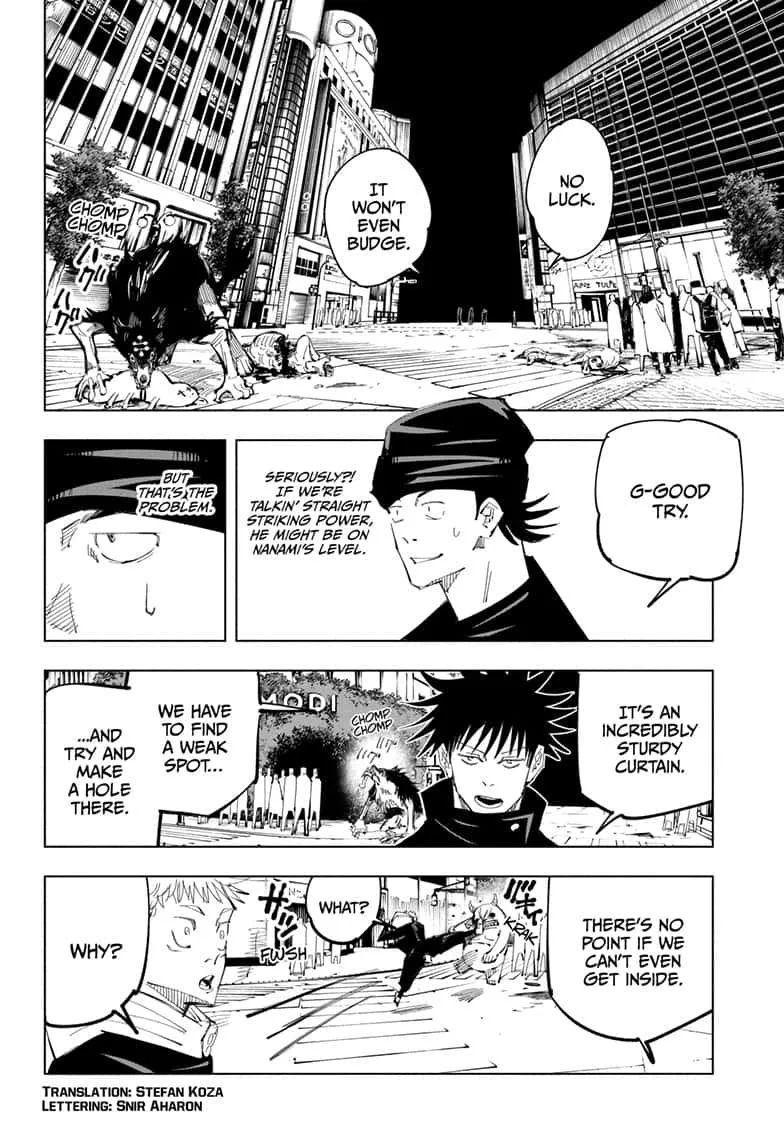 OIO
NO
LUCK.
IT
WON'T
EVEN
BUDGE.
AINZ TULPE
CHOMP
CHOMP
G-GOOD
TRY.
SERIOUSLY?!
IF WE'RE
TALKIN' STRAIGHT
STRIKING POWER,
HE MIGHT BE ON
NANAMI'S LEVEL.
BUT
THAT'S THE
PROBLEM.
IT'S AN
INCREDIBLY
STURDY
CURTAIN.
MODI
CHOMP
CHOMP
WE HAVE
TO FIND
A WEAK
SPOT...
...AND
TRY AND
MAKE
A HOLE
THERE.
THERE'S NO
POINT IF WE
CAN'T EVEN
GET INSIDE.
KRAK
WHAT?
FWSH
WHY?
TRANSLATION: STEFAN KOZA
LETTERING: SNIR AHARON